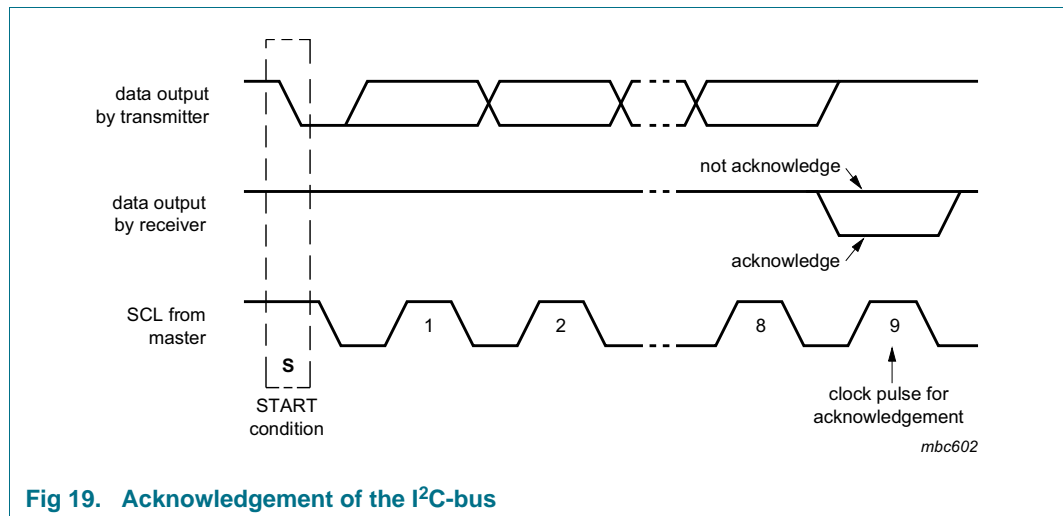 data output
by transmitter
not acknowledge
data output
by receiver
acknowledge
SCL from
master
1
2
8
9
S
START
condition
clock pulse for
acknowledgement
mbc602
Fig 19. Acknowledgement of the I²C-bus